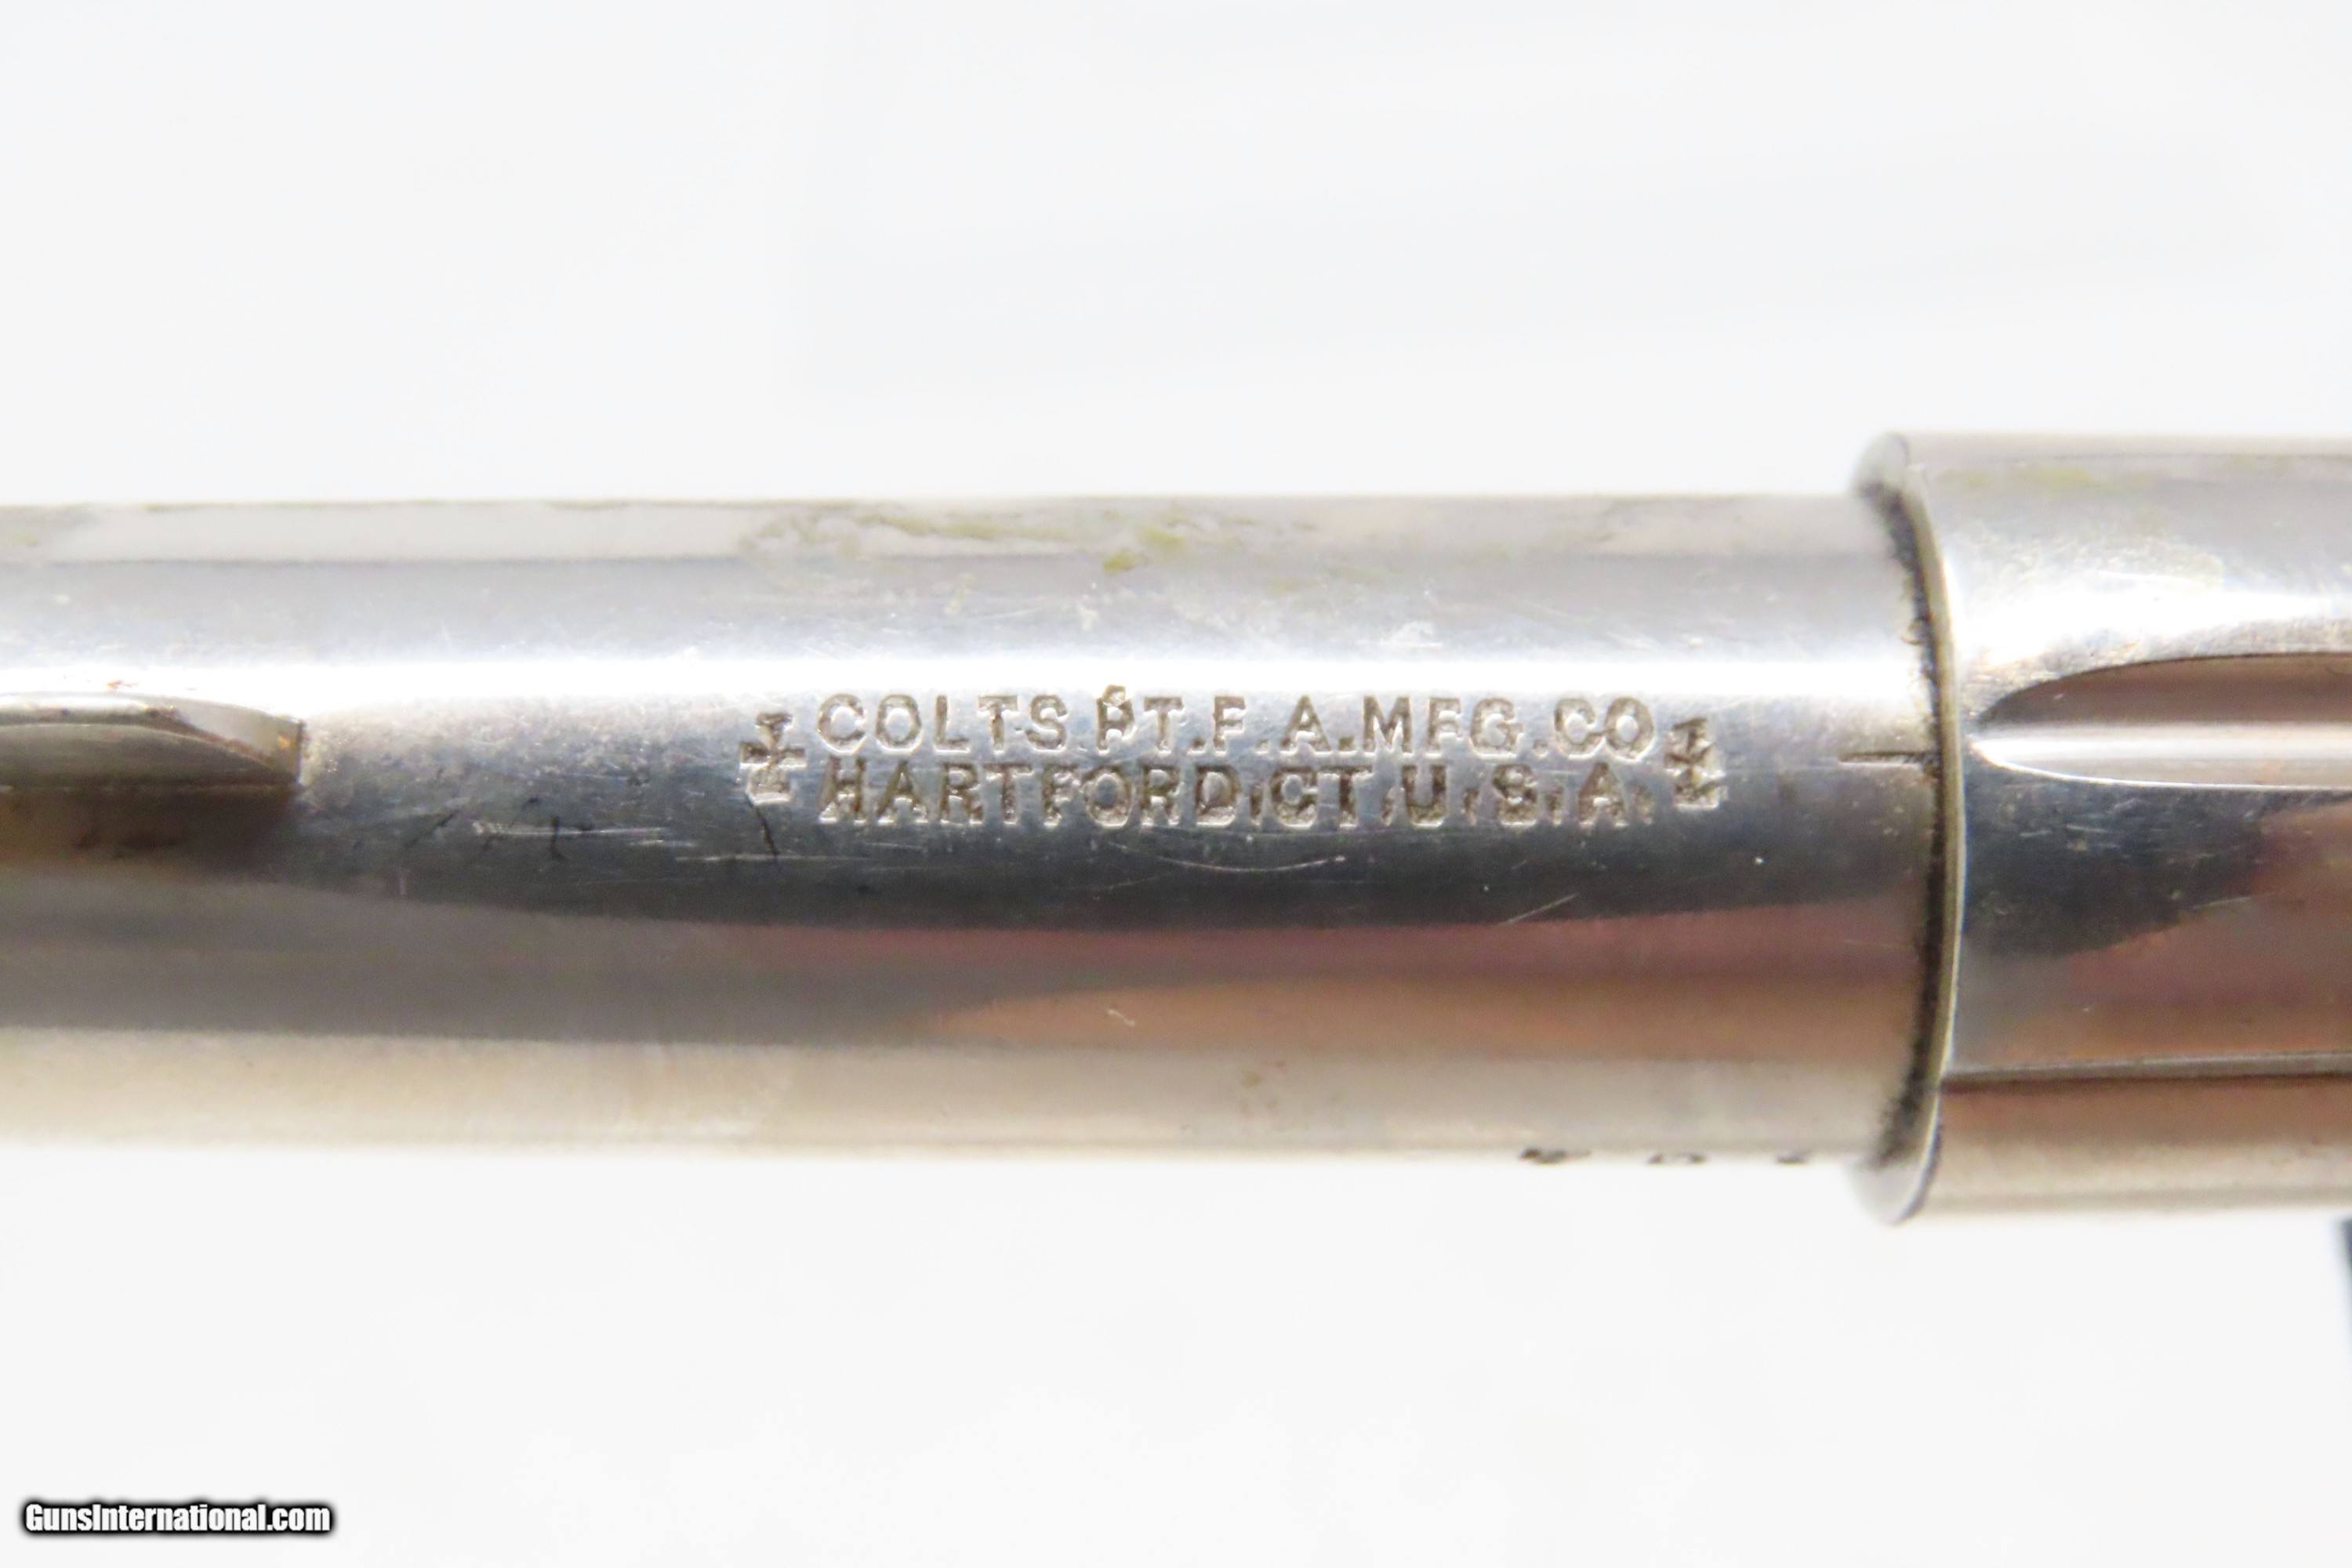 COLTS PT.F.A.MFG.CO
HARTFORD.CT.U.S.A.
GunsInternational.com